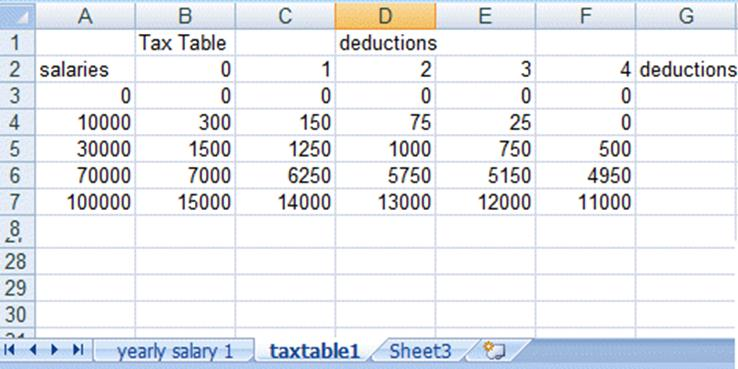 A B C D E F G
1 Tax Table deductions
2 salaries 0 1 2 3 4 deductions
3 0 0 0 0 0 0
4 10000 300 150 75 25 0
5 30000 1500 1250 1000 750 500
6 70000 7000 6250 5750 5150 4950
7 100000 15000 14000 13000 12000 11000
8
28
29
30
yearly salary 1 taxtable1 Sheet3